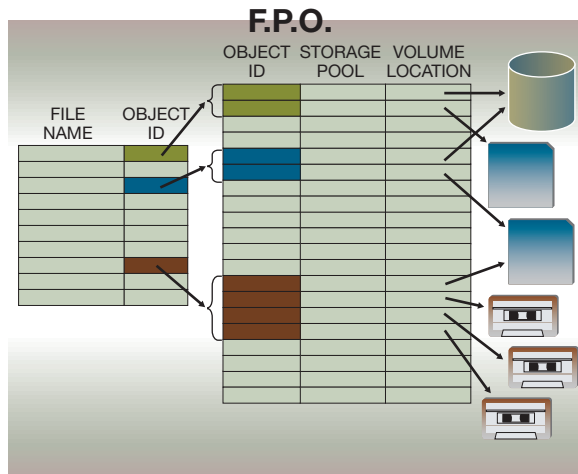 F.P.O.
OBJECT ID
STORAGE POOL
VOLUME LOCATION
FILE NAME
OBJECT ID